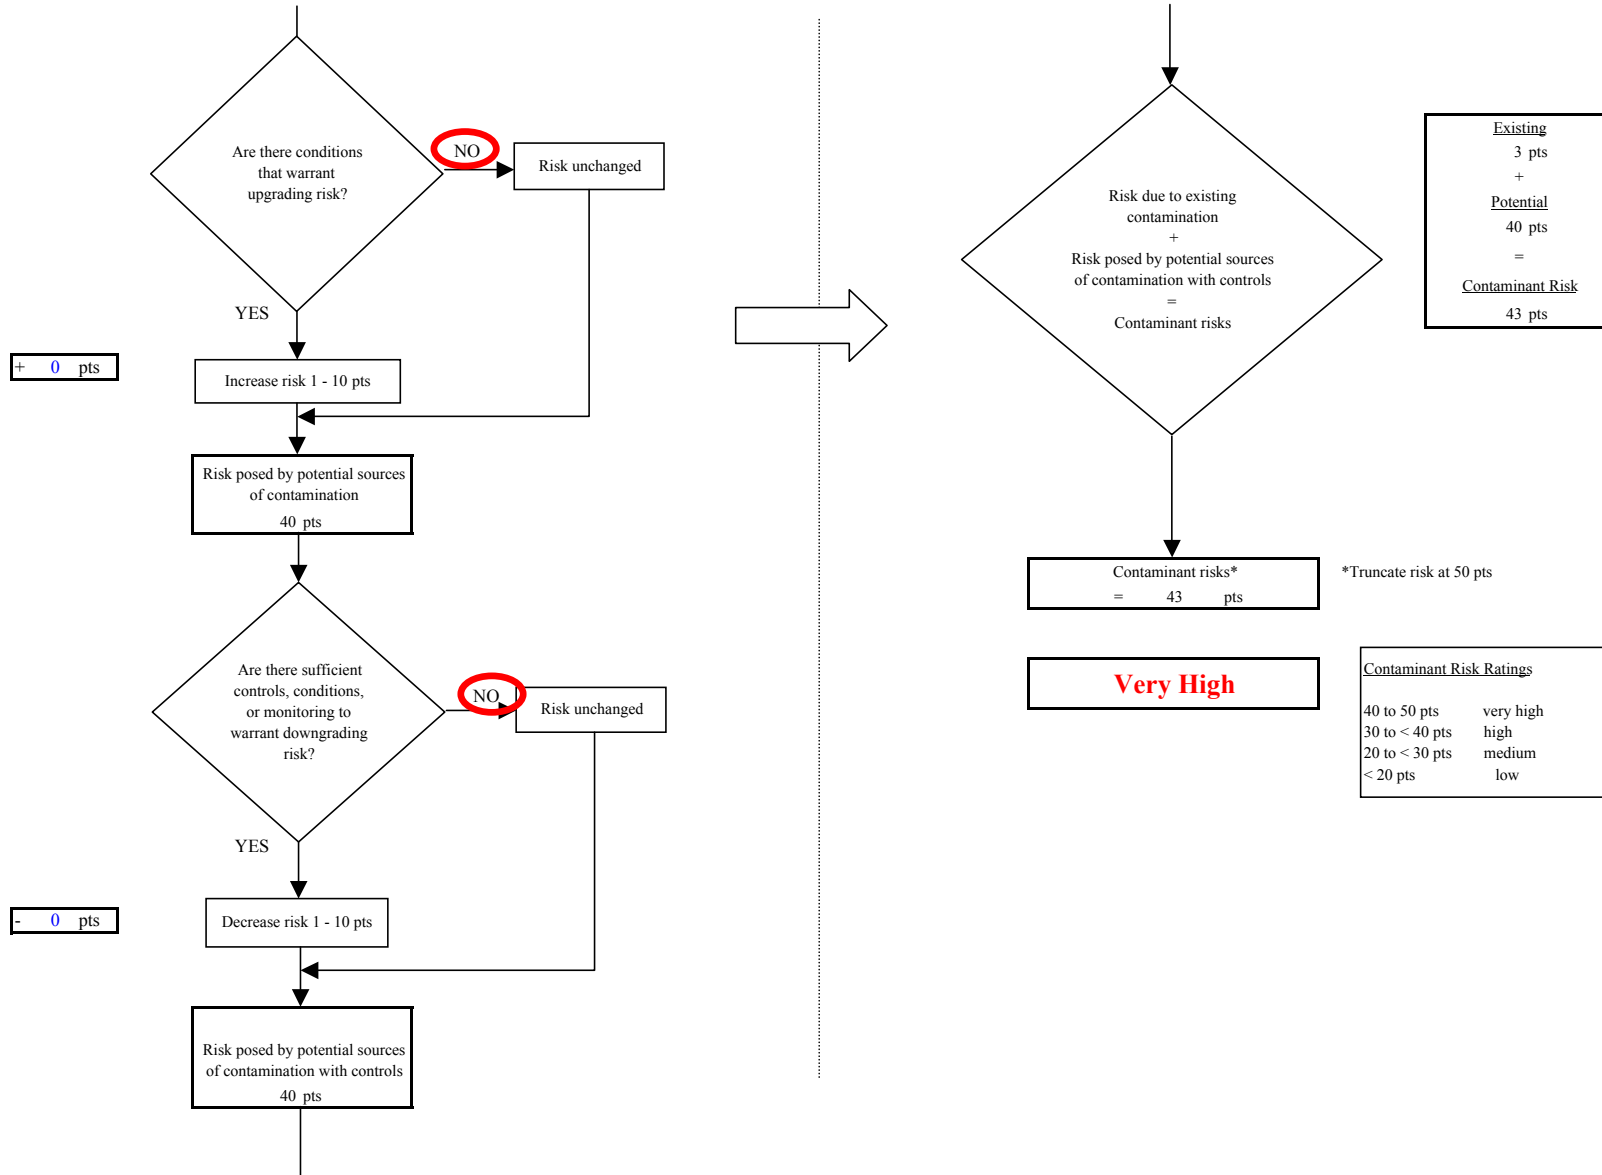 Are there conditions
that warrant
upgrading risk?
NO
Risk unchanged
YES
+ 0 pts
Increase risk 1 - 10 pts
Risk posed by potential sources
of contamination
40 pts
Are there sufficient
controls, conditions,
or monitoring to
warrant downgrading
risk?
NO
Risk unchanged
YES
- 0 pts
Decrease risk 1 - 10 pts
Risk posed by potential sources
of contamination with controls
40 pts
Risk due to existing
contamination
+
Risk posed by potential sources
of contamination with controls
=
Contaminant risks
Existing
3 pts
+
Potential
40 pts
=
Contaminant Risk
43 pts
Contaminant risks*
= 43 pts
*Truncate risk at 50 pts
Very High
Contaminant Risk Ratings
40 to 50 pts very high
30 to < 40 pts high
20 to < 30 pts medium
< 20 pts low